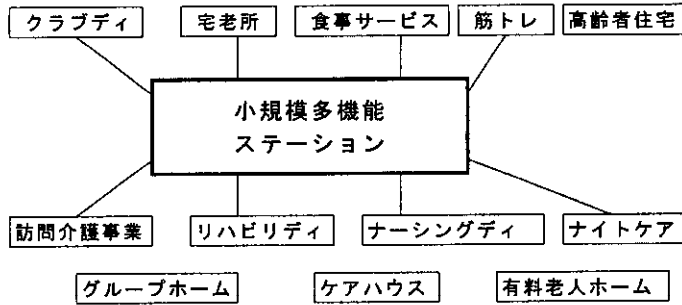 クラブディ
宅老所
食事サービス
筋トレ
高齢者住宅
小規模多機能
ステーション
訪問介護事業
リハビリディ
ナーシングディ
ナイトケア
グループホーム
ケアハウス
有料老人ホーム